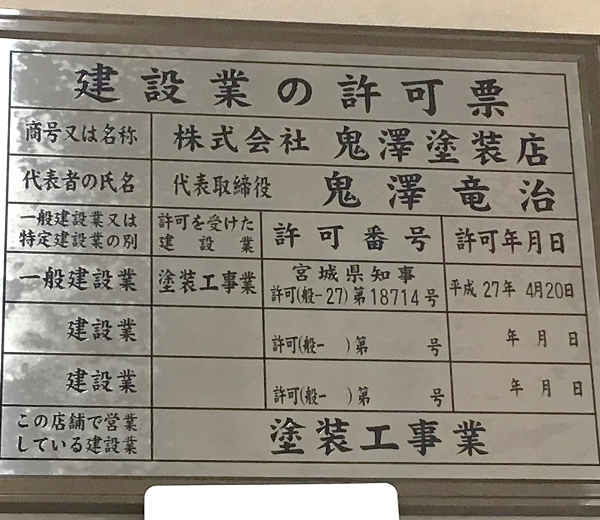 建設業の許可票
商号又は名称 株式会社 鬼澤塗装店
代表者の氏名 代表取締役 鬼澤竜治
一般建設業又は
特定建設業の別
許可を受けた
建設業
許可番号
許可年月日
一般建設業
塗装工事業
宮城県知事
許可(般-27)第18714号
平成27年 4月20日
建設業
許可(般- )第 号
年 月 日
建設業
許可(般- )第 号
年 月 日
この店舗で営業
している建設業
塗装工事業